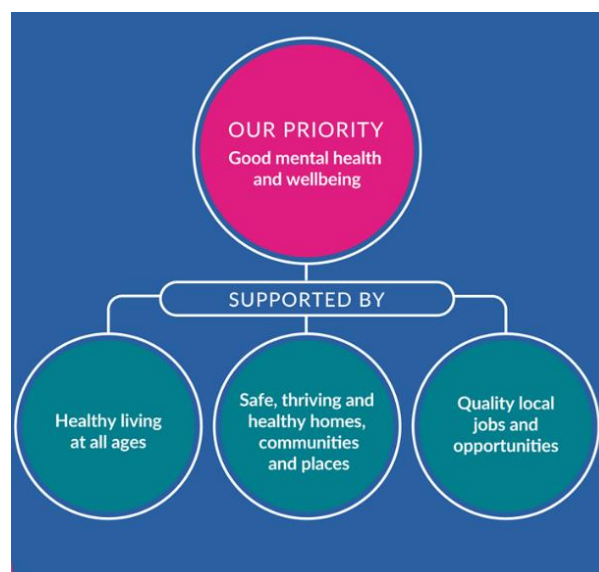 OUR PRIORITY
Good mental health
and wellbeing
SUPPORTED BY
Healthy living
at all ages
Safe, thriving and
healthy homes,
communities
and places
Quality local
jobs and
opportunities